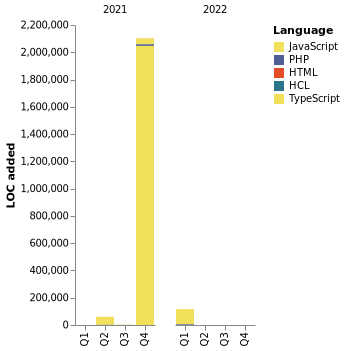 2021 2022
Language
JavaScript
PHP
HTML
HCL
TypeScript
LOC added
2,200,000
2,000,000
1,800,000
1,600,000
1,400,000
1,200,000
1,000,000
800,000
600,000
400,000
200,000
0
Q1 Q2 Q3 Q4 Q1 Q2 Q3 Q4